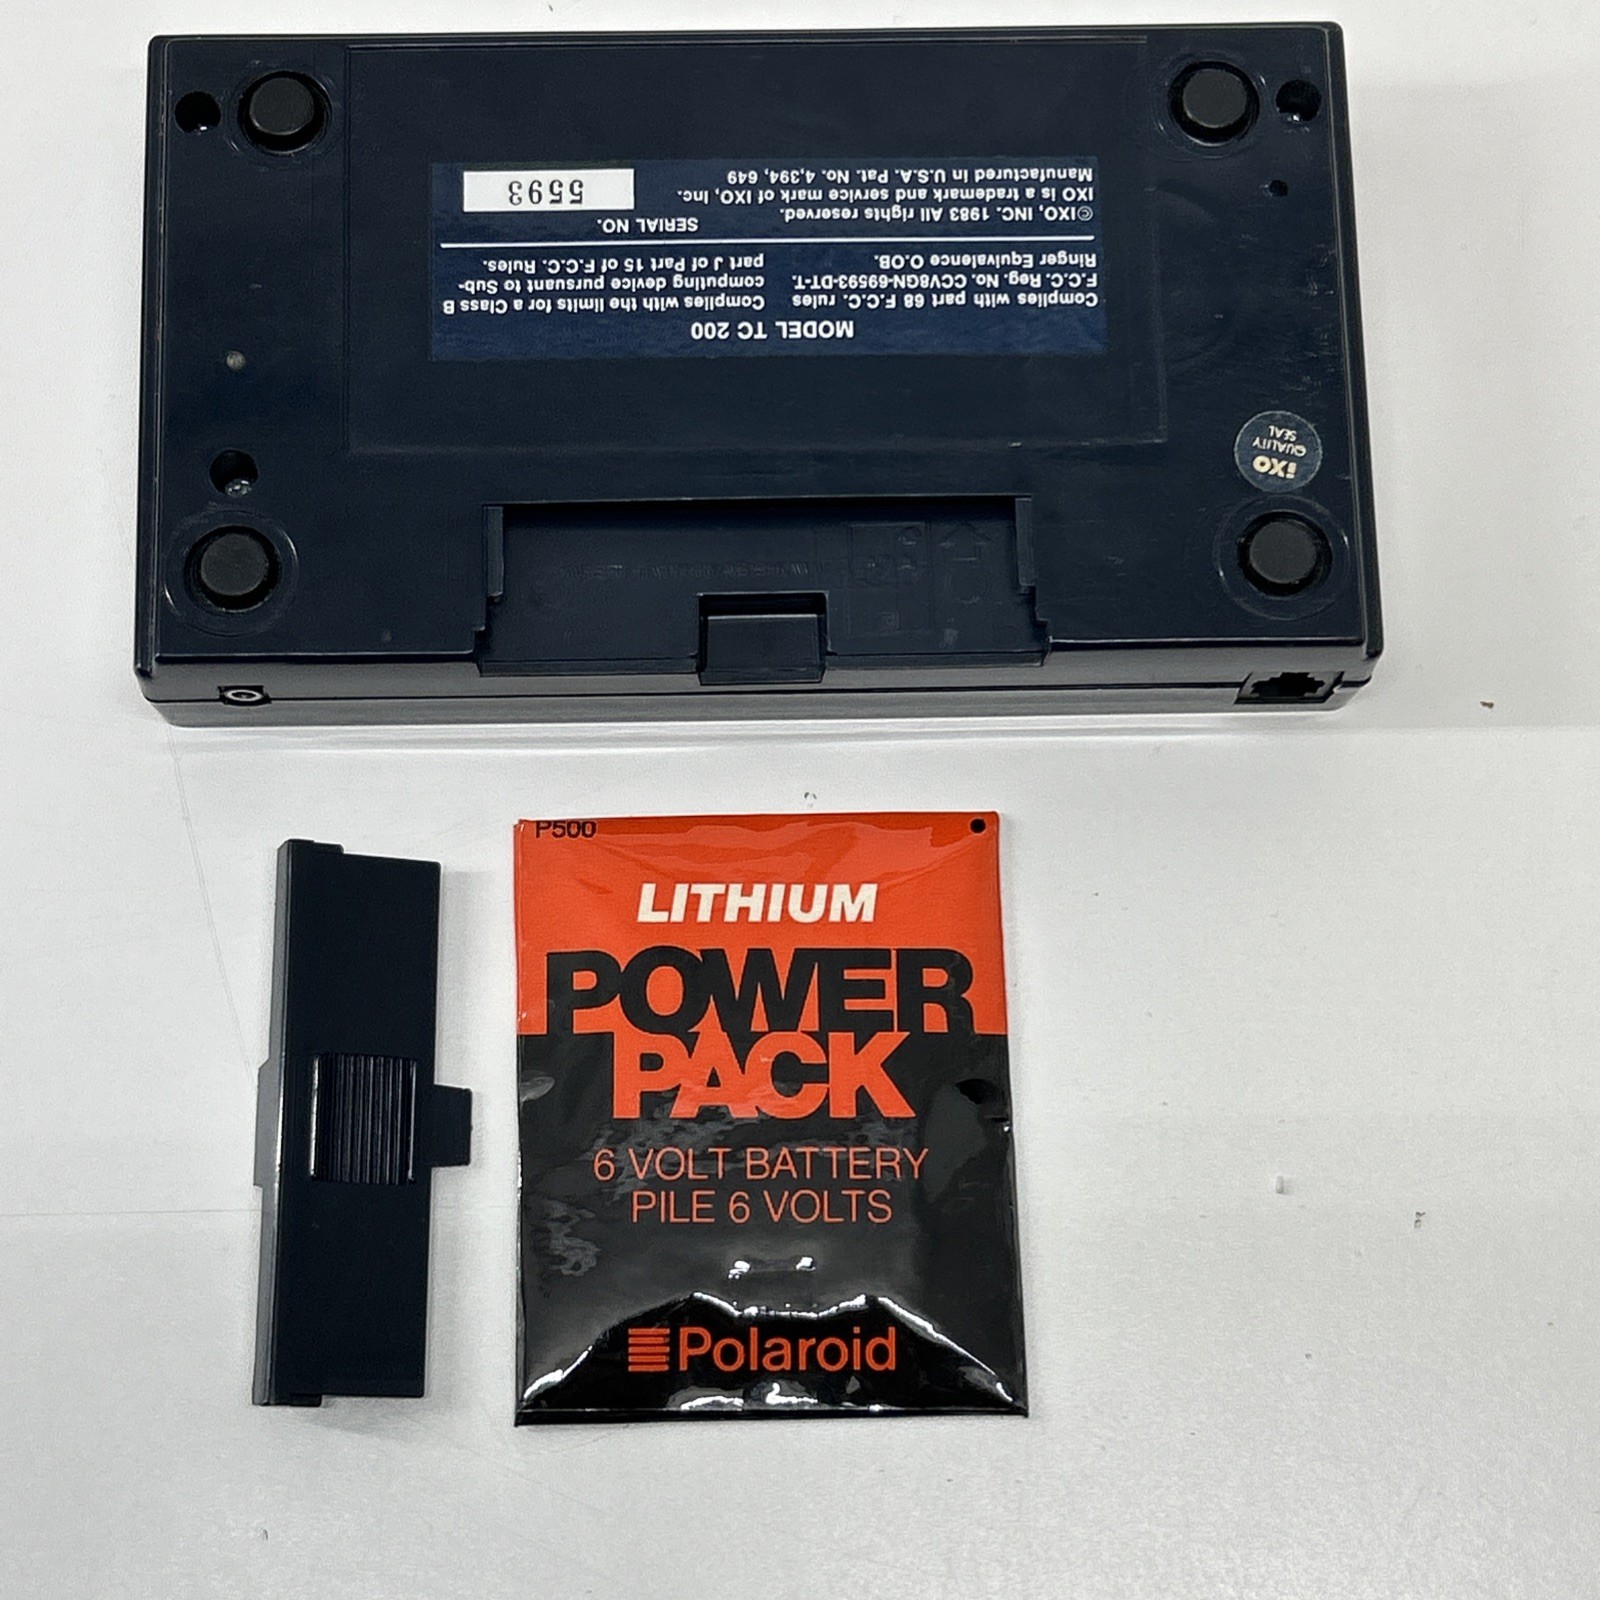 MODEL TC 200
Complies with part 68 F.C.C. rules
F.C.C. Reg. No. CCV8GN-69593-DT-T.
Ringer Equivalence O.OB.
Complies with the limits for a Class B
computing device pursuant to Sub-
part J of Part 15 of F.C.C. Rules.
©IXO, INC. 1983 All rights reserved.
IXO is a trademark and service mark of IXO, Inc.
Manufactured in U.S.A. Pat. No. 4,394, 649
SERIAL NO.
5593
iXO
QUALITY
SEAL
P500
LITHIUM
POWER
PACK
6 VOLT BATTERY
PILE 6 VOLTS
Polaroid